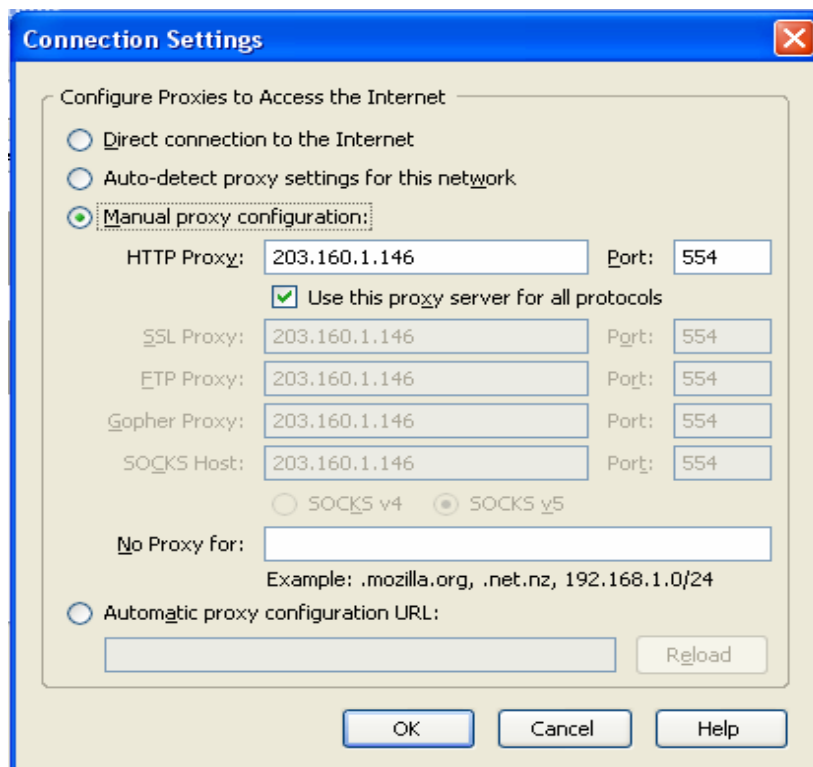 Connection Settings
Configure Proxies to Access the Internet
Direct connection to the Internet
Auto-detect proxy settings for this network
Manual proxy configuration:
HTTP Proxy: 203.160.1.146 Port: 554
Use this proxy server for all protocols
SSL Proxy: 203.160.1.146 Port: 554
FTP Proxy: 203.160.1.146 Port: 554
Gopher Proxy: 203.160.1.146 Port: 554
SOCKS Host: 203.160.1.146 Port: 554
SOCKS v4 SOCKS v5
No Proxy for:
Example: .mozilla.org, .net.nz, 192.168.1.0/24
Automatic proxy configuration URL:
Reload
OK Cancel Help